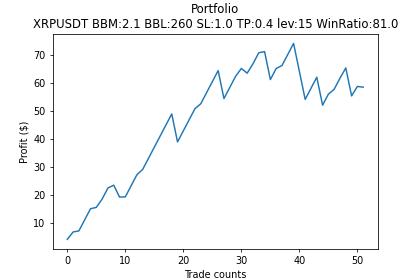 Portfolio
XRPUSDT BBM:2.1 BBL:260 SL:1.0 TP:0.4 lev:15 WinRatio:81.0
70
60
50
40
30
20
10
Profit ($)
0 10 20 30 40 50
Trade counts